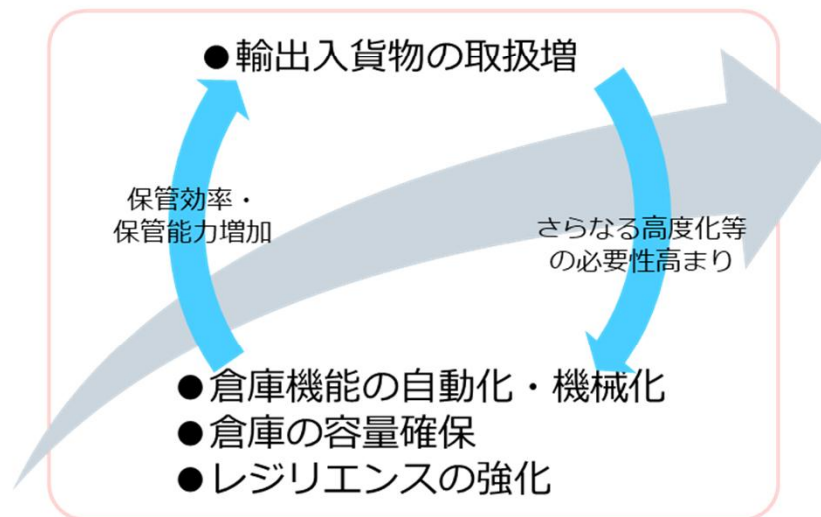 ●輸出入貨物の取扱増
保管効率・
保管能力増加
さらなる高度化等
の必要性高まり
●倉庫機能の自動化・機械化
●倉庫の容量確保
●レジリエンスの強化